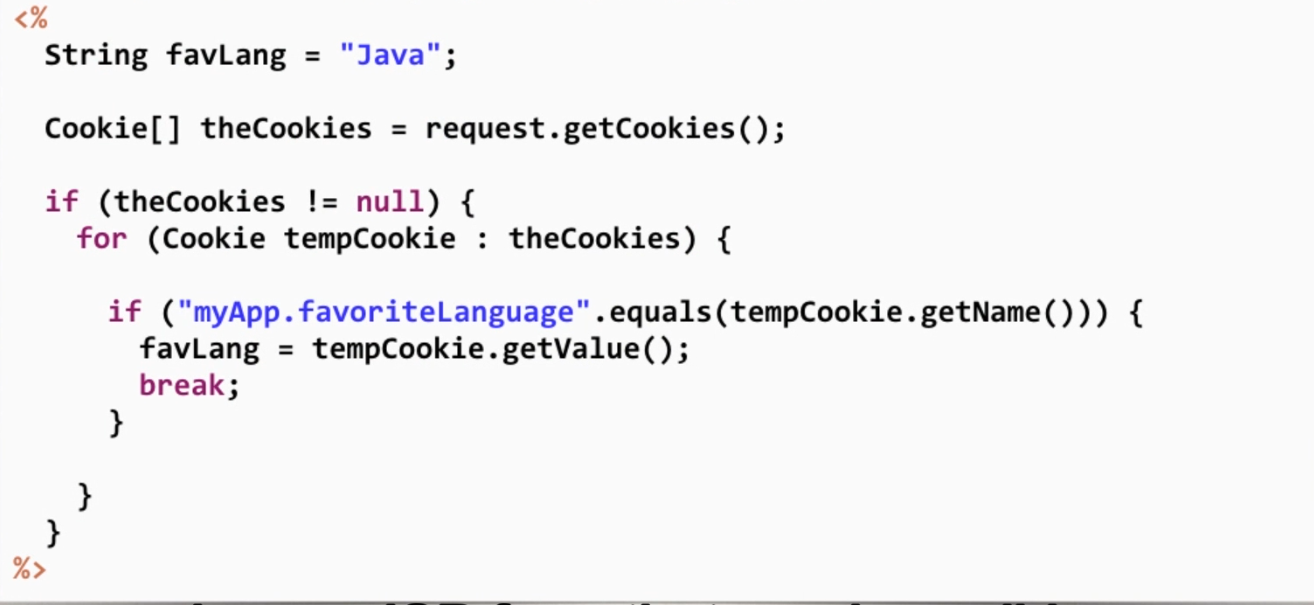 <%
String favLang = "Java";
Cookie[] theCookies = request.getCookies();
if (theCookies != null) {
for (Cookie tempCookie : theCookies) {
if ("myApp.favoriteLanguage".equals(tempCookie.getName())) {
favLang = tempCookie.getValue();
break;
}
}
}
%>